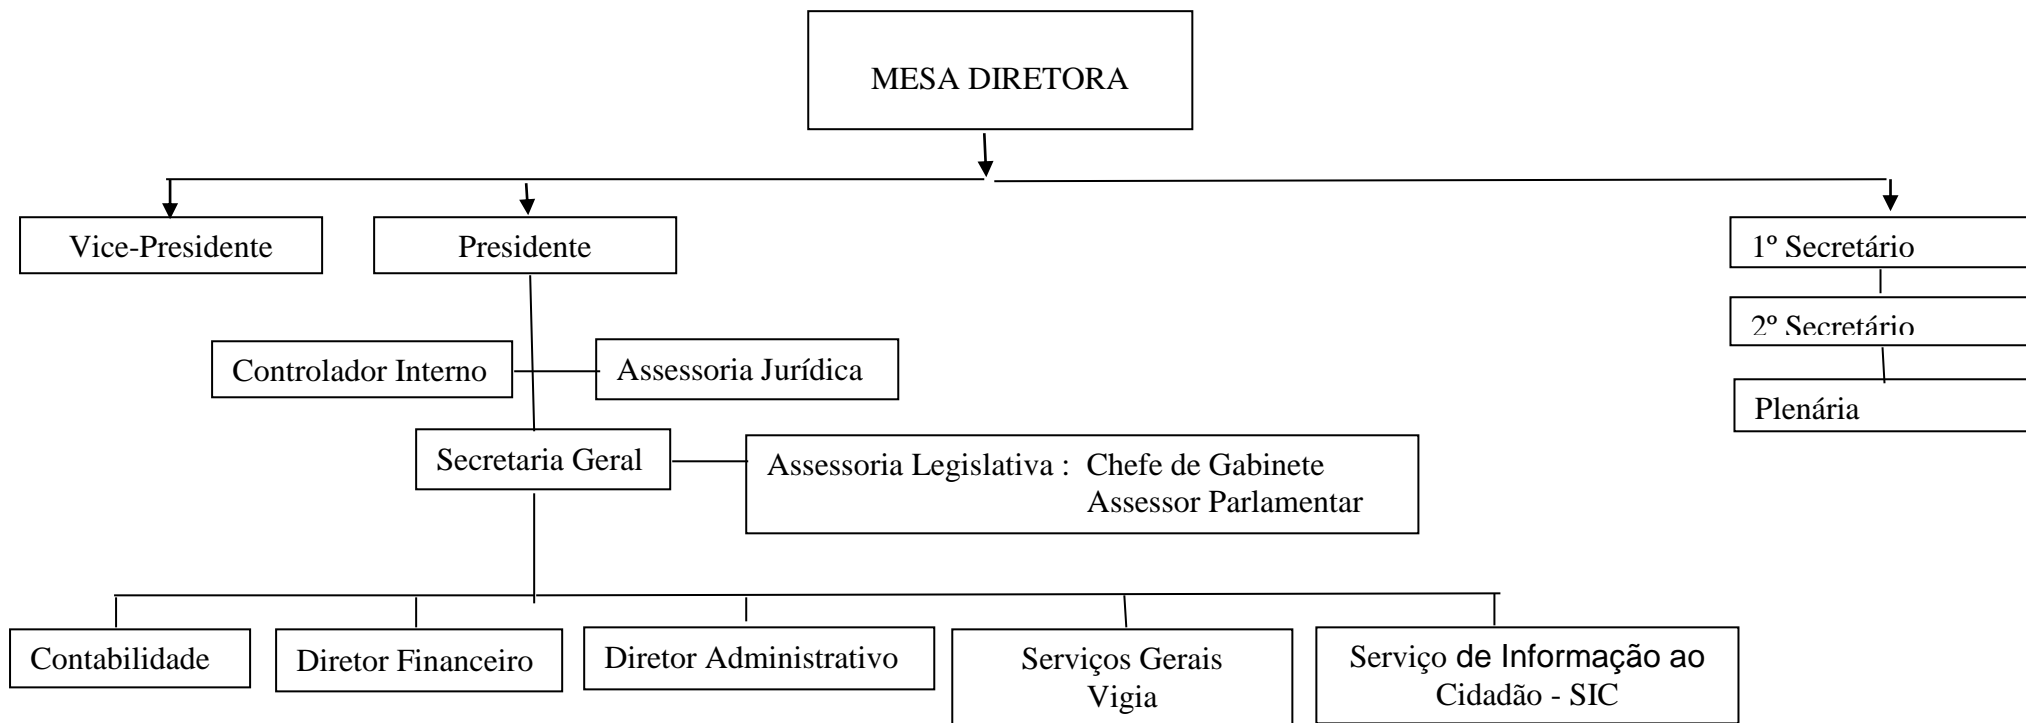 MESA DIRETORA
Vice-Presidente
Presidente
1º Secretário
2º Secretário
Controlador Interno
Assessoria Jurídica
Plenária
Secretaria Geral
Assessoria Legislativa : Chefe de Gabinete
Assessor Parlamentar
Contabilidade
Diretor Financeiro
Diretor Administrativo
Serviços Gerais
Vigia
Serviço de Informação ao
Cidadão - SIC